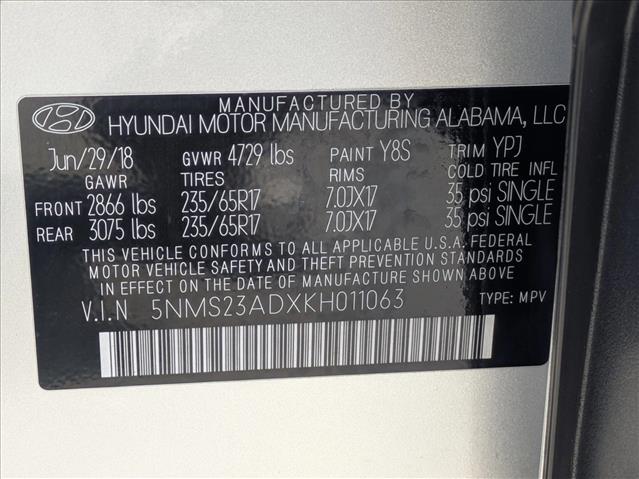 MANUFACTURED BY
HYUNDAI MOTOR MANUFACTURING ALABAMA, LLC
Jun/29/18 GVWR 4729 lbs PAINT Y8S TRIM YPJ
GAWR TIRES RIMS COLD TIRE INFL
FRONT 2866 lbs 235/65R17 7.0JX17 35 psi SINGLE
REAR 3075 lbs 235/65R17 7.0JX17 35 psi SINGLE
THIS VEHICLE CONFORMS TO ALL APPLICABLE U.S.A. FEDERAL
MOTOR VEHICLE SAFETY AND THEFT PREVENTION STANDARDS
IN EFFECT ON THE DATE OF MANUFACTURE SHOWN ABOVE.
V.I.N 5NMS23ADXKH011063 TYPE: MPV